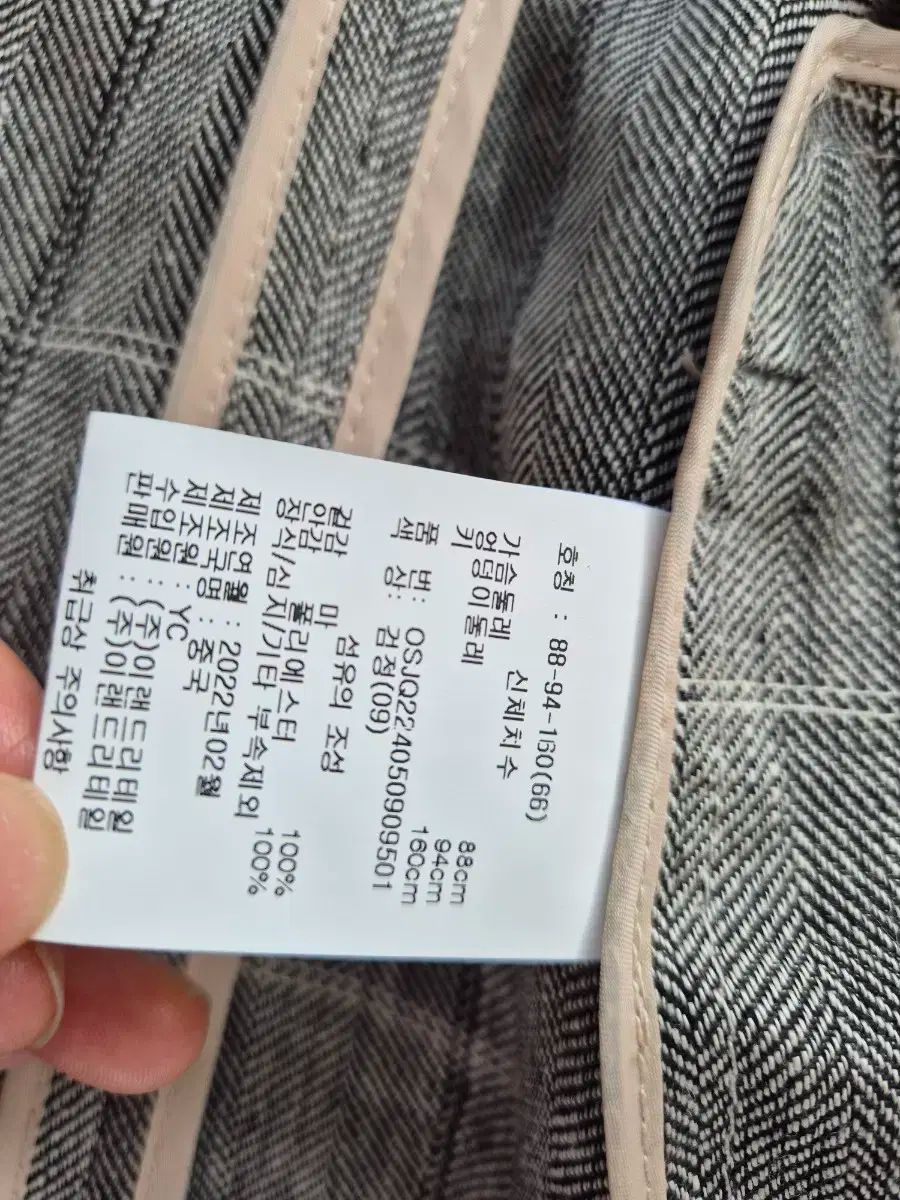 호칭 : 88-94-160(66)
신체치수
가슴둘레 88cm
엉덩이둘레 94cm
키 160cm
품 번: OSJQ22405090950​1
색 상: 검정(09)
섬유의 조성
겉감 마 100%
안감 폴리에스터 100%
장식/심지/기타 부속제외
제조연월 : 2022년02월
제조국명 : 중국
제조원 : YC
수입원 : (주)이랜드리테일
판매원 : (주)이랜드리테일
취급상 주의사항